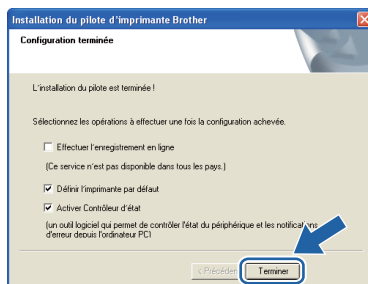 Installation du pilote d'imprimante Brother
Configuration terminée
L'installation du pilote est terminée !
Sélectionnez les opérations à effectuer une fois la configuration achevée.
Effectuer l'enregistrement en ligne
(Ce service n'est pas disponible dans tous les pays.)
Définir l'imprimante par défaut
Activer Contrôleur d'état
(un outil logiciel qui permet de contrôler l'état du périphérique et les notifications
d'erreur depuis l'ordinateur PC)
< Précéden
Terminer